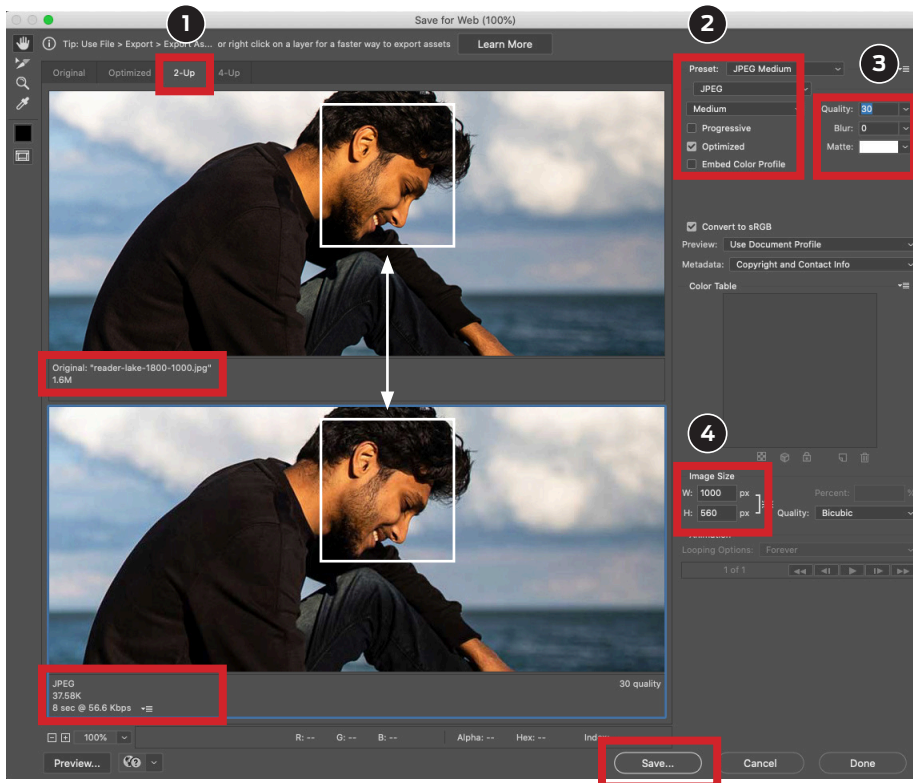 Save for Web (100%)
1
2
Tip: Use File > Export > Export As... or right click on a layer for a faster way to export assets
Learn More
Original Optimized 2-Up 4-Up
Preset: JPEG Medium
3
JPEG
Medium
Quality: 30
Progressive
Blur: 0
Optimized
Matte:
Embed Color Profile
Convert to sRGB
Preview: Use Document Profile
Metadata: Copyright and Contact Info
Color Table
Original: "reader-lake-1800-1000.jpg"
1.6M
4
Image Size
W: 1000 px
Percent: %
H: 560 px
Quality: Bicubic
Animation
Looping Options: Forever
1 of 1
JPEG
30 quality
37.58K
8 sec @ 56.6 Kbps
100%
R: -- G: -- B: -- Alpha: -- Hex: -- Index:
Preview...
Save...
Cancel
Done